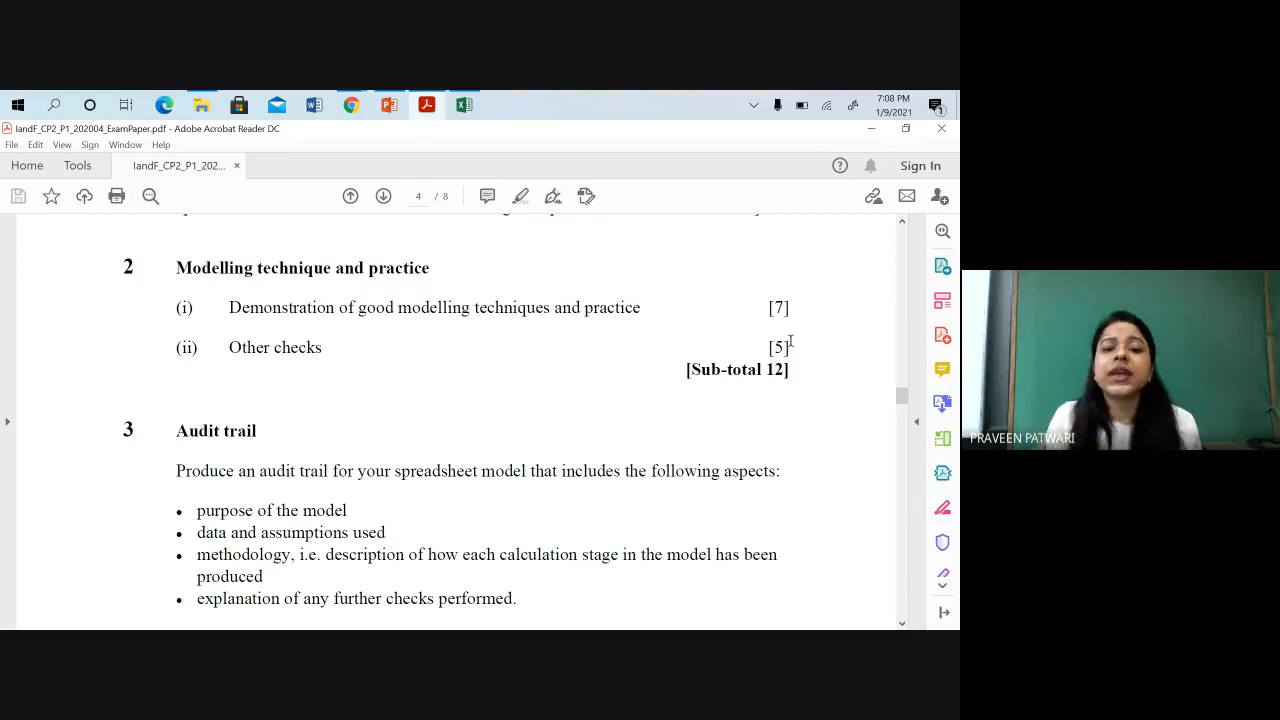 7:08 PM
1/9/2021
IandF_CP2_P1_202004_ExamPaper.pdf - Adobe Acrobat Reader DC
File Edit View Sign Window Help
Home Tools IandF_CP2_P1_202... × Sign In
4 / 8
2 Modelling technique and practice
(i) Demonstration of good modelling techniques and practice [7]
(ii) Other checks [5]
[Sub-total 12]
3 Audit trail
Produce an audit trail for your spreadsheet model that includes the following aspects:
• purpose of the model
• data and assumptions used
• methodology, i.e. description of how each calculation stage in the model has been
produced
• explanation of any further checks performed.
PRAVEEN PATWARI